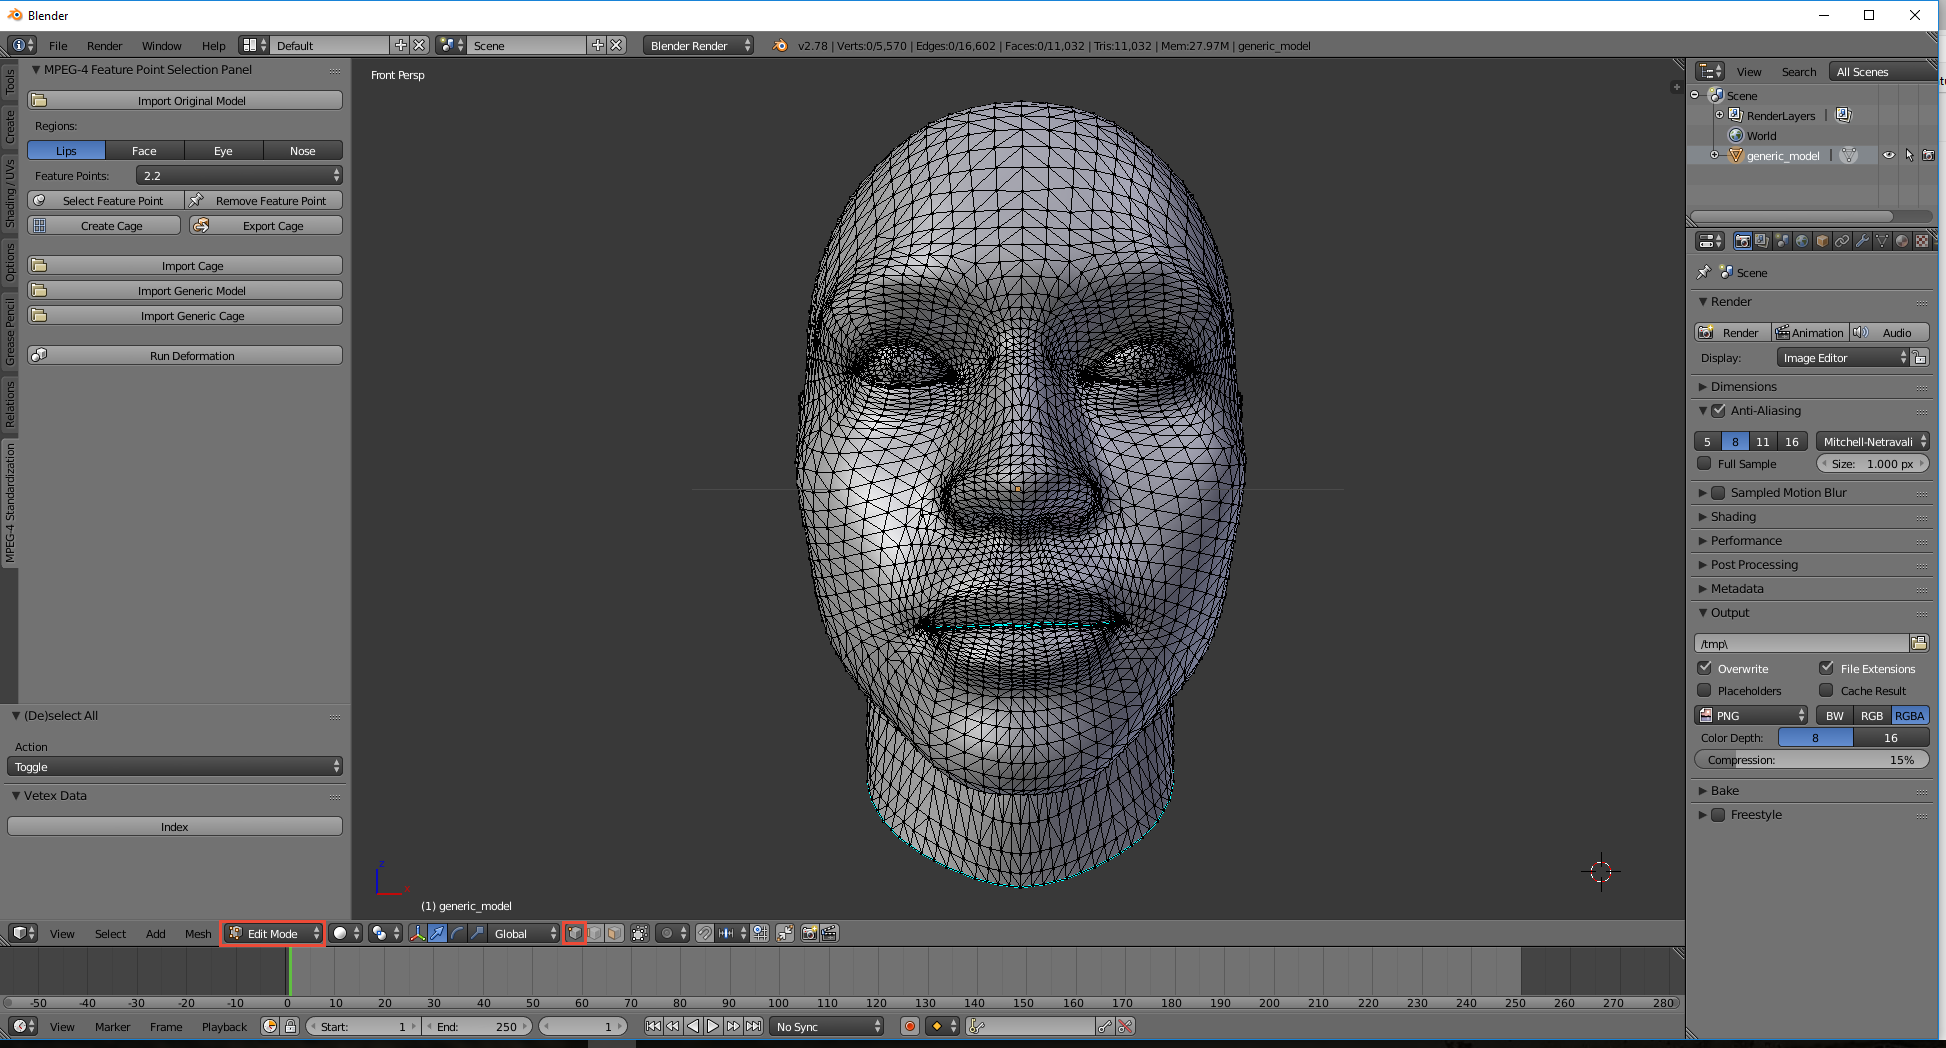 Blender
File Render Window Help Default Scene Blender Render v2.78 | Verts:0/5,570 | Edges:0/16,602 | Faces:0/11,032 | Tris:11,032 | Mem:27.97M | generic_model
Tools
Create
Shading / UVs
Options
Grease Pencil
Relations
MPEG-4 Standardization
MPEG-4 Feature Point Selection Panel
Import Original Model
Regions:
Lips Face Eye Nose
Feature Points: 2.2
Select Feature Point Remove Feature Point
Create Cage Export Cage
Import Cage
Import Generic Model
Import Generic Cage
Run Deformation
(De)select All
Action
Toggle
Vetex Data
Index
Front Persp
z
x
(1) generic_model
View Select Add Mesh Edit Mode Global
-50 -40 -30 -20 -10 0 10 20 30 40 50 60 70 80 90 100 110 120 130 140 150 160 170 180 190 200 210 220 230 240 250 260 270 280
View Marker Frame Playback Start: 1 End: 250 1 No Sync
View Search All Scenes
Scene
RenderLayers |
World
generic_model |
Scene
Render
Render Animation Audio
Display: Image Editor
Dimensions
Anti-Aliasing
5 8 11 16 Mitchell-Netravali
Full Sample Size: 1.000 px
Sampled Motion Blur
Shading
Performance
Post Processing
Metadata
Output
/tmp\
Overwrite File Extensions
Placeholders Cache Result
PNG BW RGB RGBA
Color Depth: 8 16
Compression: 15%
Bake
Freestyle